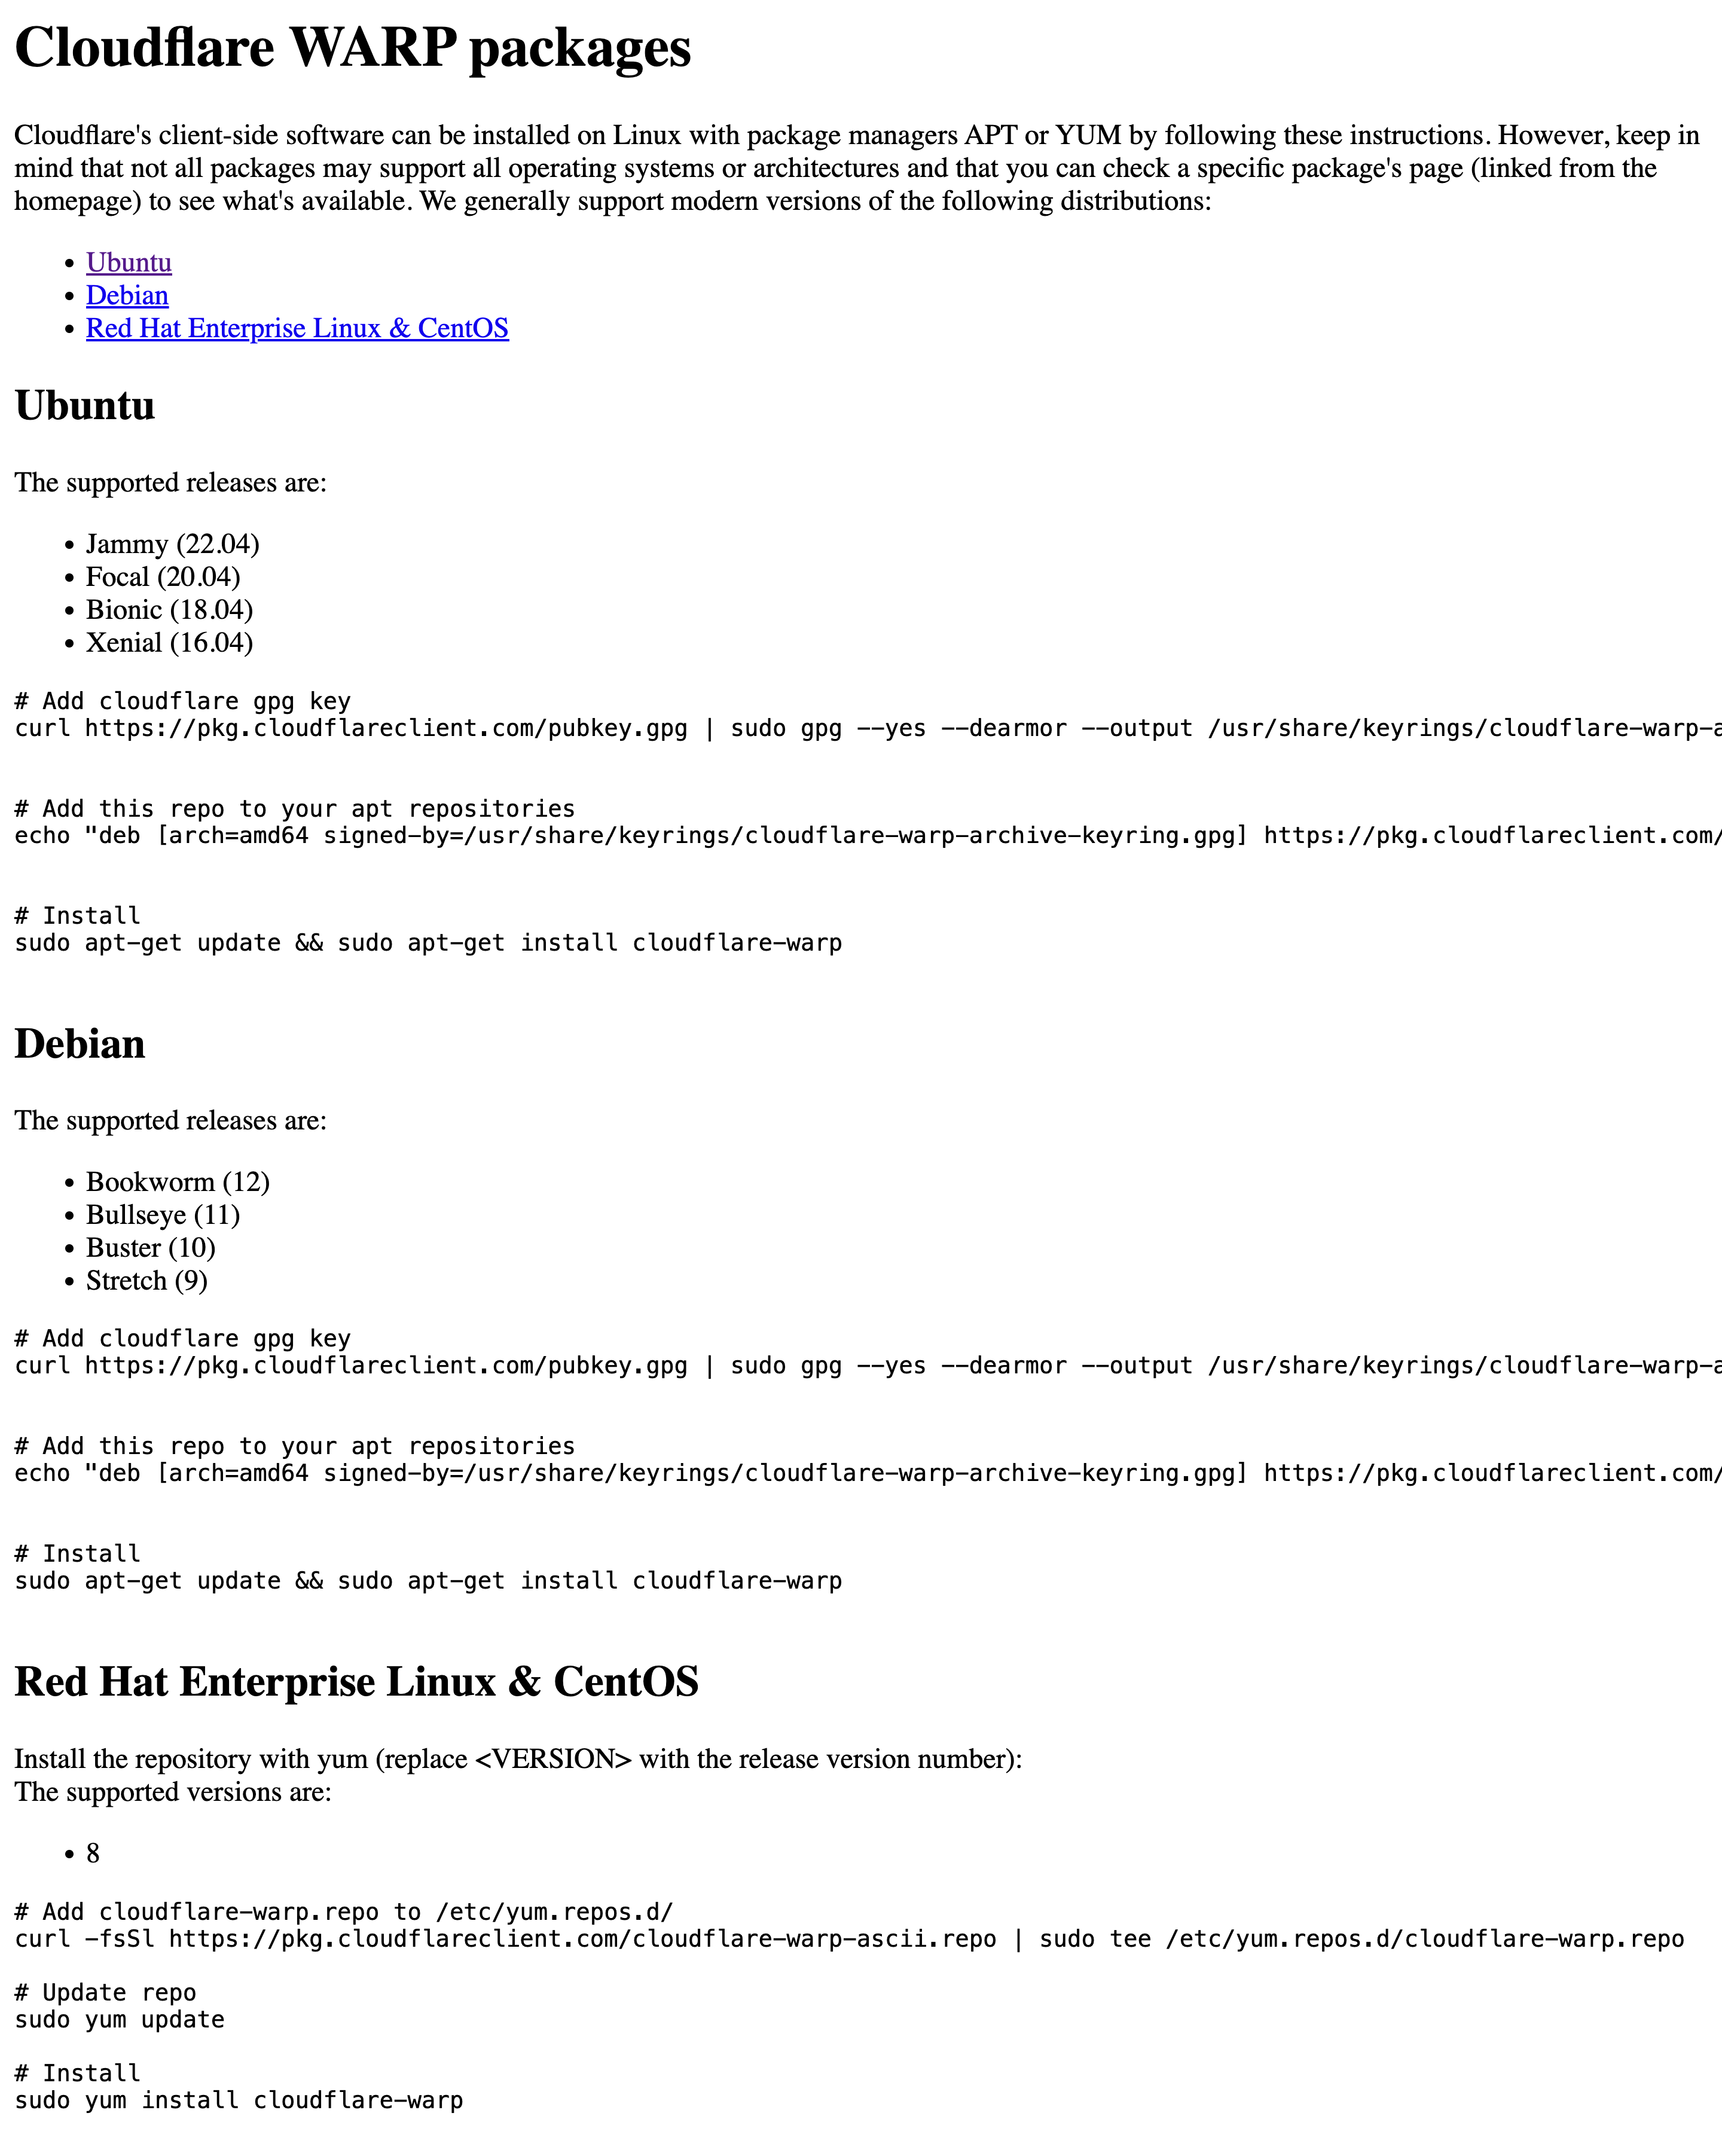 Cloudflare WARP packages
Cloudflare's client-side software can be installed on Linux with package managers APT or YUM by following these instructions. However, keep in
mind that not all packages may support all operating systems or architectures and that you can check a specific package's page (linked from the
homepage) to see what's available. We generally support modern versions of the following distributions:
• Ubuntu
• Debian
• Red Hat Enterprise Linux & CentOS
Ubuntu
The supported releases are:
• Jammy (22.04)
• Focal (20.04)
• Bionic (18.04)
• Xenial (16.04)
# Add cloudflare gpg key
curl https://pkg.cloudflareclient.com/pubkey.gpg | sudo gpg --yes --dearmor --output /usr/share/keyrings/cloudflare-warp-a
# Add this repo to your apt repositories
echo "deb [arch=amd64 signed-by=/usr/share/keyrings/cloudflare-warp-archive-keyring.gpg] https://pkg.cloudflareclient.com/
# Install
sudo apt-get update && sudo apt-get install cloudflare-warp
Debian
The supported releases are:
• Bookworm (12)
• Bullseye (11)
• Buster (10)
• Stretch (9)
# Add cloudflare gpg key
curl https://pkg.cloudflareclient.com/pubkey.gpg | sudo gpg --yes --dearmor --output /usr/share/keyrings/cloudflare-warp-a
# Add this repo to your apt repositories
echo "deb [arch=amd64 signed-by=/usr/share/keyrings/cloudflare-warp-archive-keyring.gpg] https://pkg.cloudflareclient.com/
# Install
sudo apt-get update && sudo apt-get install cloudflare-warp
Red Hat Enterprise Linux & CentOS
Install the repository with yum (replace <VERSION> with the release version number):
The supported versions are:
• 8
# Add cloudflare-warp.repo to /etc/yum.repos.d/
curl -fsSl https://pkg.cloudflareclient.com/cloudflare-warp-ascii.repo | sudo tee /etc/yum.repos.d/cloudflare-warp.repo
# Update repo
sudo yum update
# Install
sudo yum install cloudflare-warp